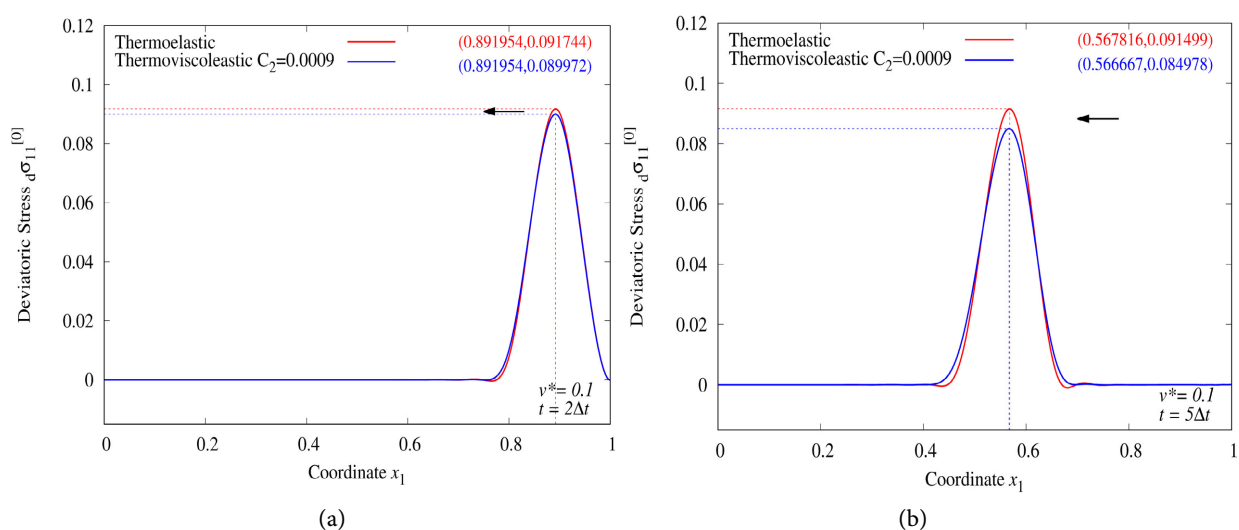 0.12
Thermoelastic (0.891954,0.091744)
Thermoviscoleastic C2=0.0009 (0.891954,0.089972)
0.1
0.08
0.06
0.04
0.02
0
Deviatoric Stress dσ11[0]
v*= 0.1
t = 2Δt
0 0.2 0.4 0.6 0.8 1
Coordinate x1
(a)
0.12
Thermoelastic (0.567816,0.091499)
Thermoviscoleastic C2=0.0009 (0.566667,0.084978)
0.1
0.08
0.06
0.04
0.02
0
Deviatoric Stress dσ11[0]
v*= 0.1
t = 5Δt
0 0.2 0.4 0.6 0.8 1
Coordinate x1
(b)